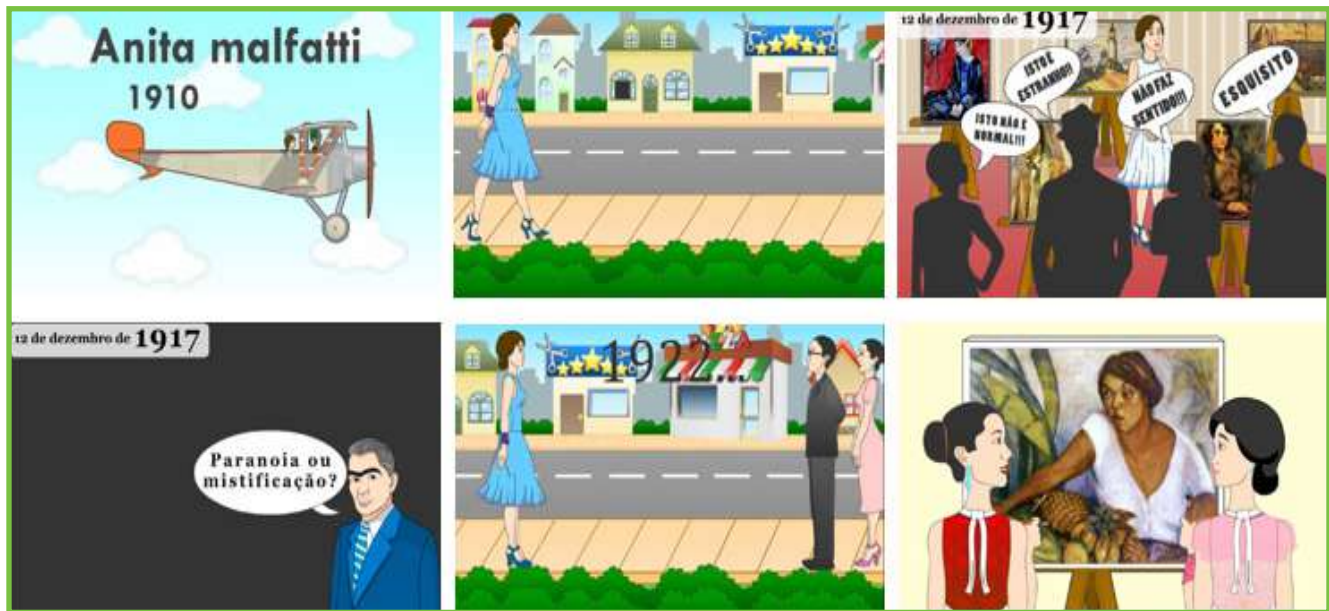 Anita malfatti
1910
12 de dezembro de 1917
ISTO É
ESTRANHO!!
NÃO FAZ
SENTIDO!!!
ESQUISITO
ISTO NÃO É
NORMAL!!!
12 de dezembro de 1917
Paranoia ou
mistificação?
1922...